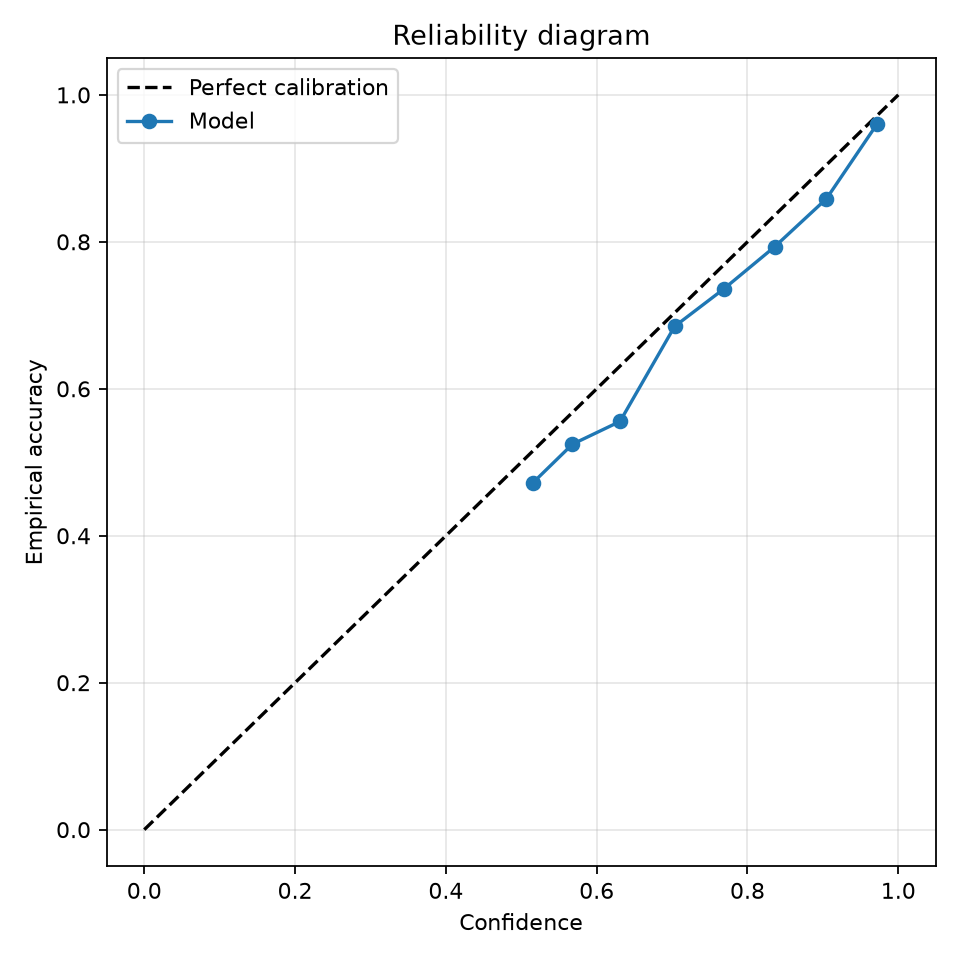 Reliability diagram
Perfect calibration
Model
1.0
0.8
0.6
0.4
0.2
0.0
Empirical accuracy
0.0 0.2 0.4 0.6 0.8 1.0
Confidence